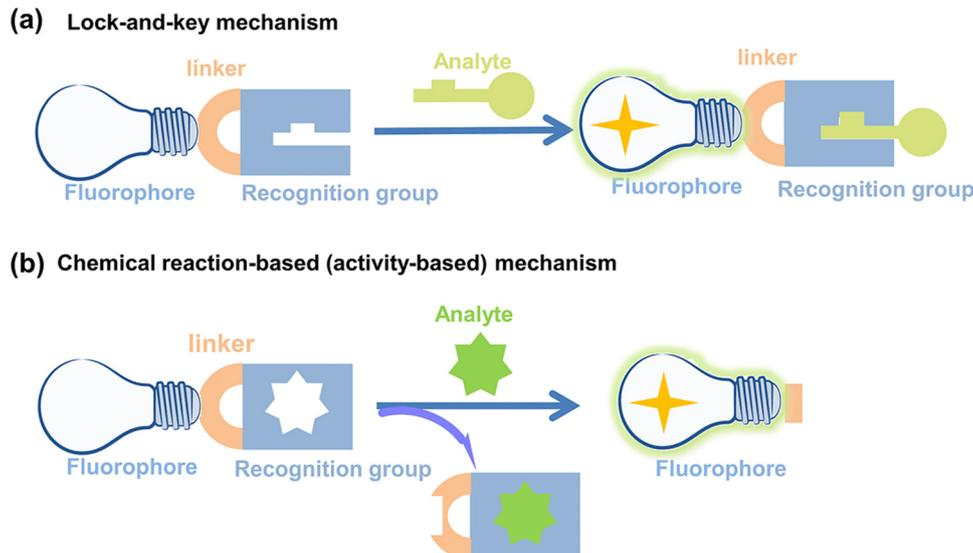 (a) Lock-and-key mechanism
linker
Analyte
linker
Fluorophore
Recognition group
Fluorophore
Recognition group
(b) Chemical reaction-based (activity-based) mechanism
linker
Analyte
Fluorophore
Recognition group
Fluorophore